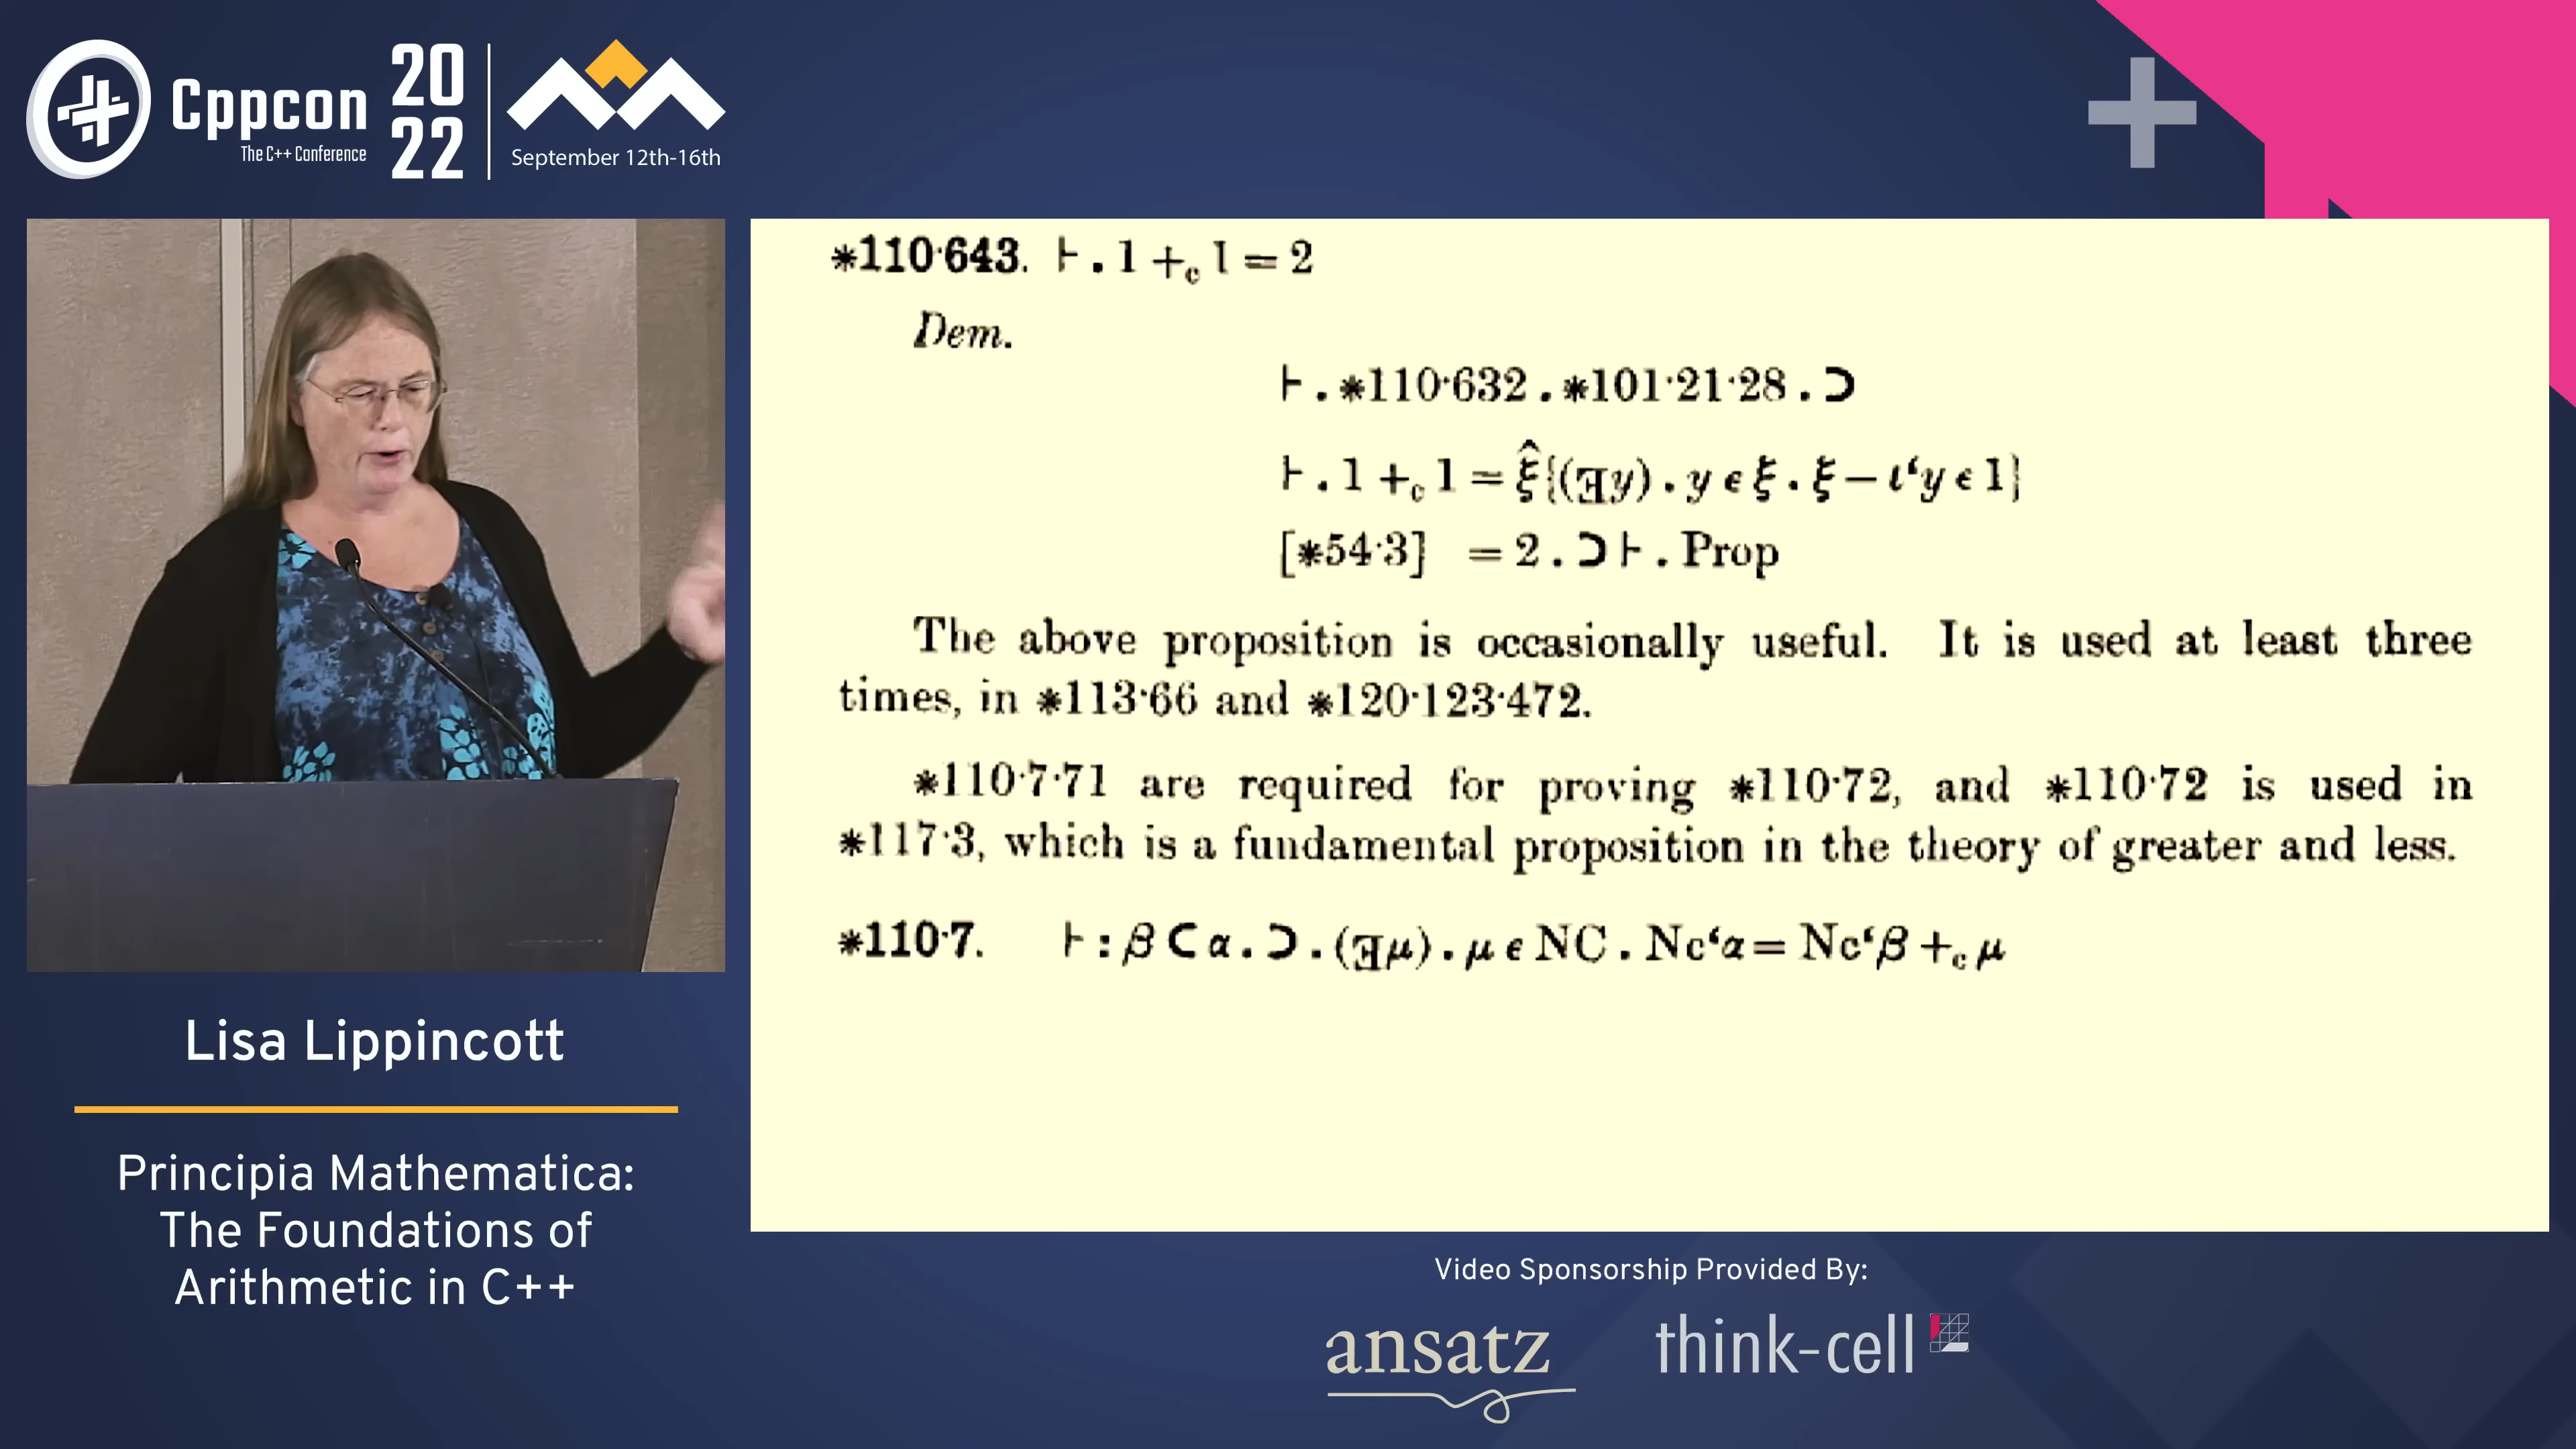 Cppcon
The C++ Conference
20
22
September 12th-16th
*110·643. ⊢ . 1 +c 1 = 2
Dem.
⊢ . *110·632 . *101·21·28 . ⊃
⊢ . 1 +c 1 = ξ̂{(∃y) . y ϵ ξ . ξ − ι‘y ϵ 1}
[*54·3] = 2 . ⊃ ⊢ . Prop
The above proposition is occasionally useful. It is used at least three
times, in *113·66 and *120·123·472.
*110·7·71 are required for proving *110·72, and *110·72 is used in
*117·3, which is a fundamental proposition in the theory of greater and less.
*110·7. ⊢ : β ⊂ α . ⊃ . (∃μ) . μ ϵ NC . Nc‘α = Nc‘β +c μ
Lisa Lippincott
Principia Mathematica:
The Foundations of
Arithmetic in C++
Video Sponsorship Provided By:
ansatz
think-cell